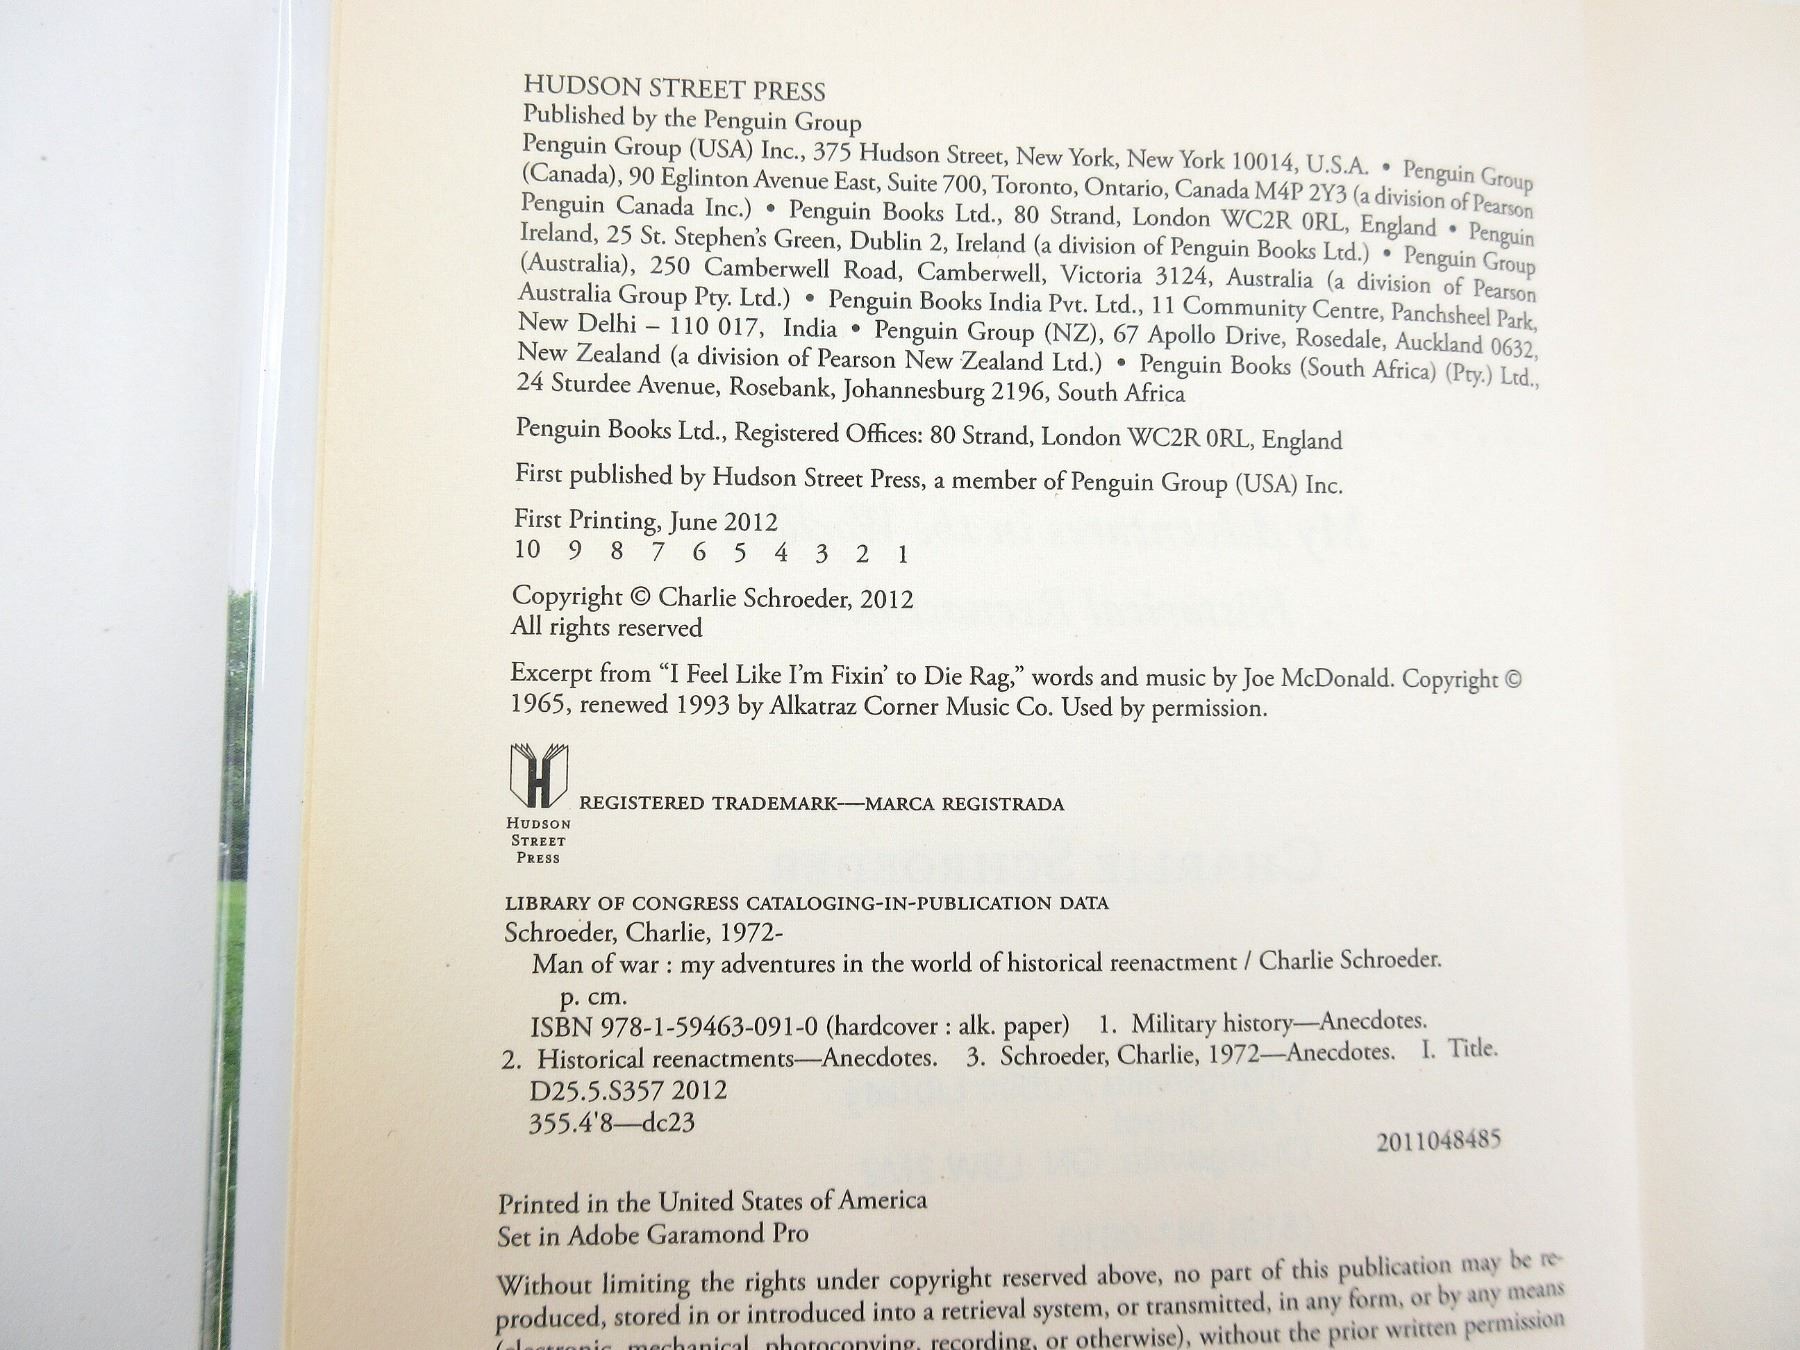 HUDSON STREET PRESS
Published by the Penguin Group
Penguin Group (USA) Inc., 375 Hudson Street, New York, New York 10014, U.S.A. • Penguin Group
(Canada), 90 Eglinton Avenue East, Suite 700, Toronto, Ontario, Canada M4P 2Y3 (a division of Pearson
Penguin Canada Inc.) • Penguin Books Ltd., 80 Strand, London WC2R 0RL, England • Penguin
Ireland, 25 St. Stephen's Green, Dublin 2, Ireland (a division of Penguin Books Ltd.) • Penguin Group
(Australia), 250 Camberwell Road, Camberwell, Victoria 3124, Australia (a division of Pearson
Australia Group Pty. Ltd.) • Penguin Books India Pvt. Ltd., 11 Community Centre, Panchsheel Park,
New Delhi – 110 017, India • Penguin Group (NZ), 67 Apollo Drive, Rosedale, Auckland 0632,
New Zealand (a division of Pearson New Zealand Ltd.) • Penguin Books (South Africa) (Pty.) Ltd.,
24 Sturdee Avenue, Rosebank, Johannesburg 2196, South Africa
Penguin Books Ltd., Registered Offices: 80 Strand, London WC2R 0RL, England
First published by Hudson Street Press, a member of Penguin Group (USA) Inc.
First Printing, June 2012
10 9 8 7 6 5 4 3 2 1
Copyright © Charlie Schroeder, 2012
All rights reserved
Excerpt from “I Feel Like I'm Fixin' to Die Rag,” words and music by Joe McDonald. Copyright ©
1965, renewed 1993 by Alkatraz Corner Music Co. Used by permission.
H
REGISTERED TRADEMARK—MARCA REGISTRADA
HUDSON
STREET
PRESS
LIBRARY OF CONGRESS CATALOGING-IN-PUBLICATION DATA
Schroeder, Charlie, 1972-
Man of war : my adventures in the world of historical reenactment / Charlie Schroeder.
p. cm.
ISBN 978-1-59463-091-0 (hardcover : alk. paper) 1. Military history—Anecdotes.
2. Historical reenactments—Anecdotes. 3. Schroeder, Charlie, 1972—Anecdotes. I. Title.
D25.5.S357 2012
355.4'8—dc23
2011048485
Printed in the United States of America
Set in Adobe Garamond Pro
Without limiting the rights under copyright reserved above, no part of this publication may be re-
produced, stored in or introduced into a retrieval system, or transmitted, in any form, or by any means
(electronic, mechanical, photocopying, recording, or otherwise), without the prior written permission